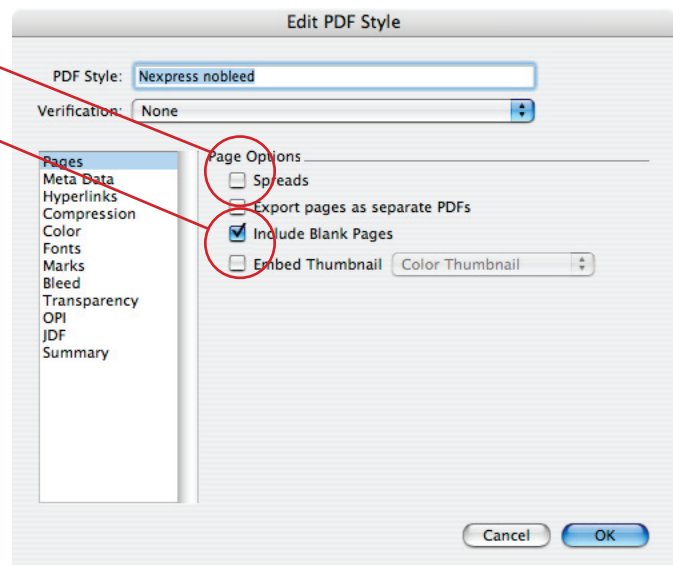 Edit PDF Style
PDF Style: Nexpress nobleed
Verification: None
Pages
Meta Data
Hyperlinks
Compression
Color
Fonts
Marks
Bleed
Transparency
OPI
JDF
Summary
Page Options
Spreads
Export pages as separate PDFs
Include Blank Pages
Embed Thumbnail Color Thumbnail
Cancel OK